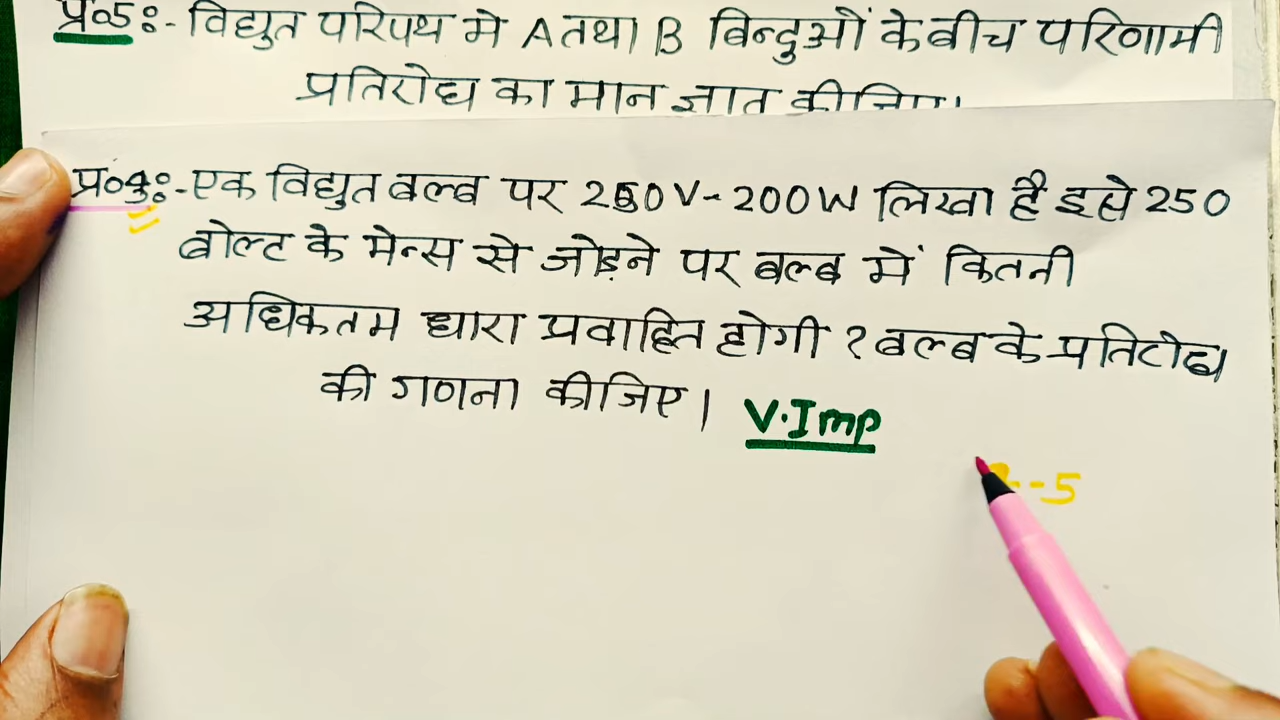 प्र०5:- विद्युत परिपथ मे A तथा B बिन्दुओं के बीच परिणामी
प्रतिरोध का मान ज्ञात कीजिए।
प्र०4:- एक विद्युत बल्ब पर 250V-200W लिखा है इसे 250
वोल्ट के मेन्स से जोड़ने पर बल्ब में कितनी
अधिकतम धारा प्रवाहित होगी ? बल्ब के प्रतिरोध
की गणना कीजिए।
V.Imp
--5